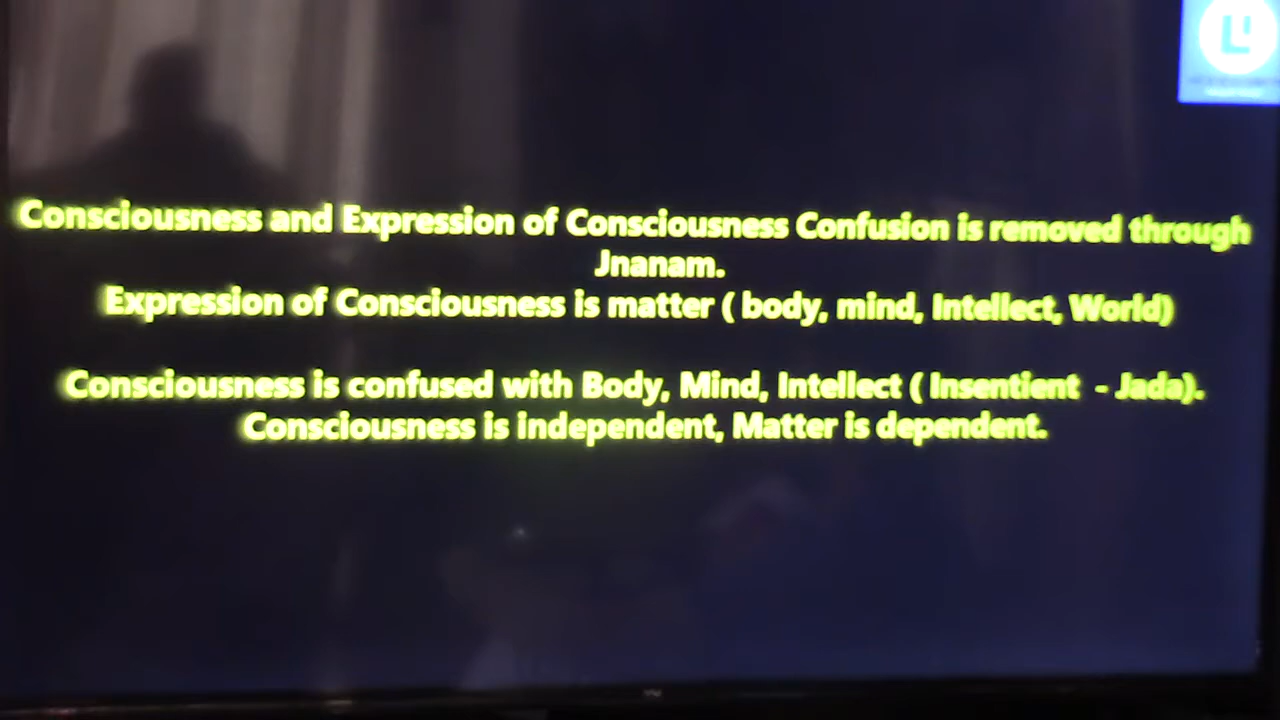 Consciousness and Expression of Consciousness Confusion is removed through
Jnanam.
Expression of Consciousness is matter ( body, mind, Intellect, World)
Consciousness is confused with Body, Mind, Intellect ( Insentient - Jada).
Consciousness is independent, Matter is dependent.